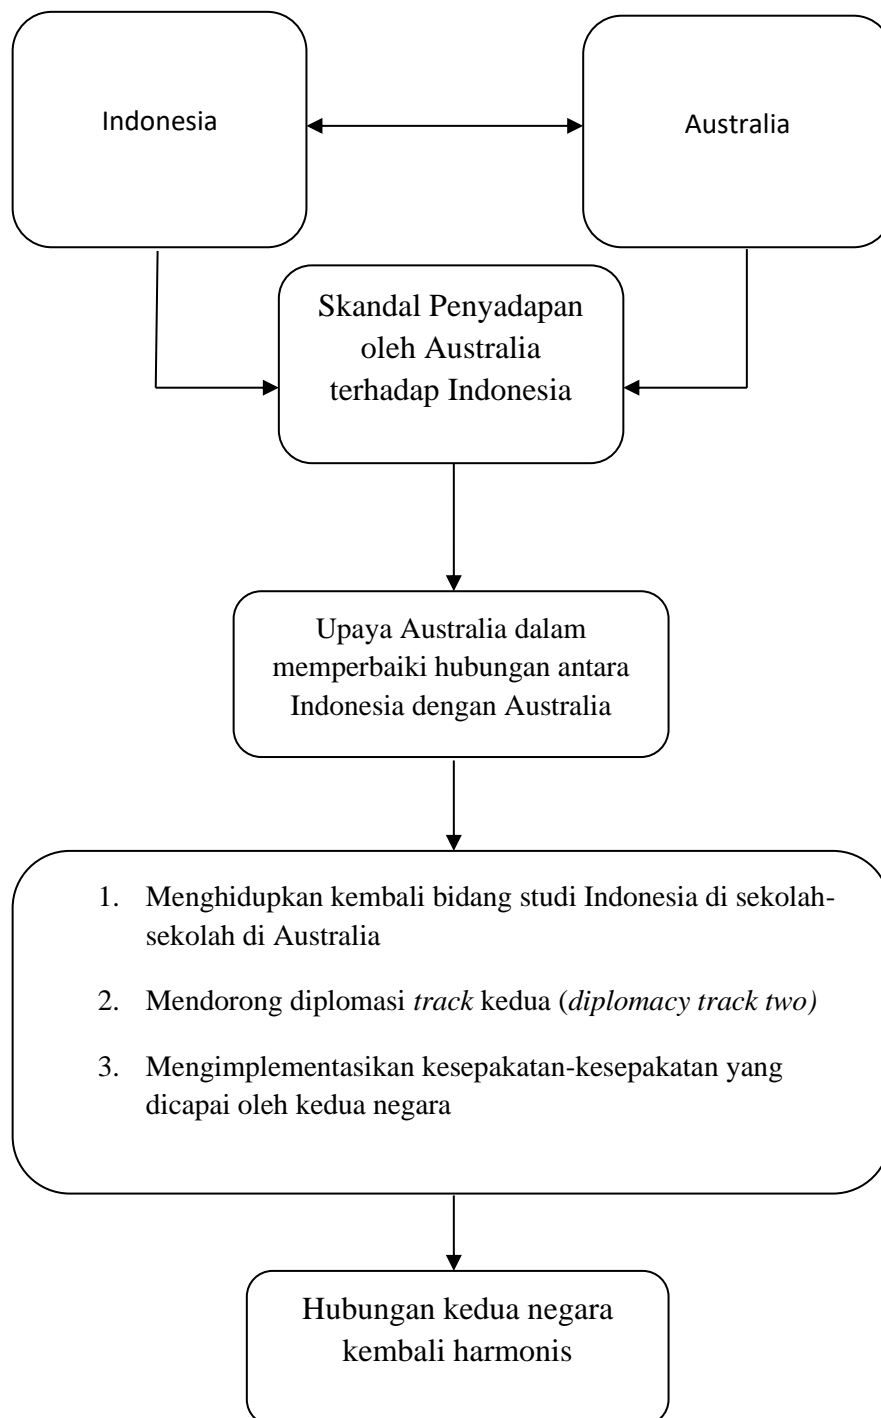 Indonesia
Australia
Skandal Penyadapan
oleh Australia
terhadap Indonesia
Upaya Australia dalam
memperbaiki hubungan antara
Indonesia dengan Australia
1. Menghidupkan kembali bidang studi Indonesia di sekolah-
sekolah di Australia
2. Mendorong diplomasi track kedua (diplomacy track two)
3. Mengimplementasikan kesepakatan-kesepakatan yang
dicapai oleh kedua negara
Hubungan kedua negara
kembali harmonis